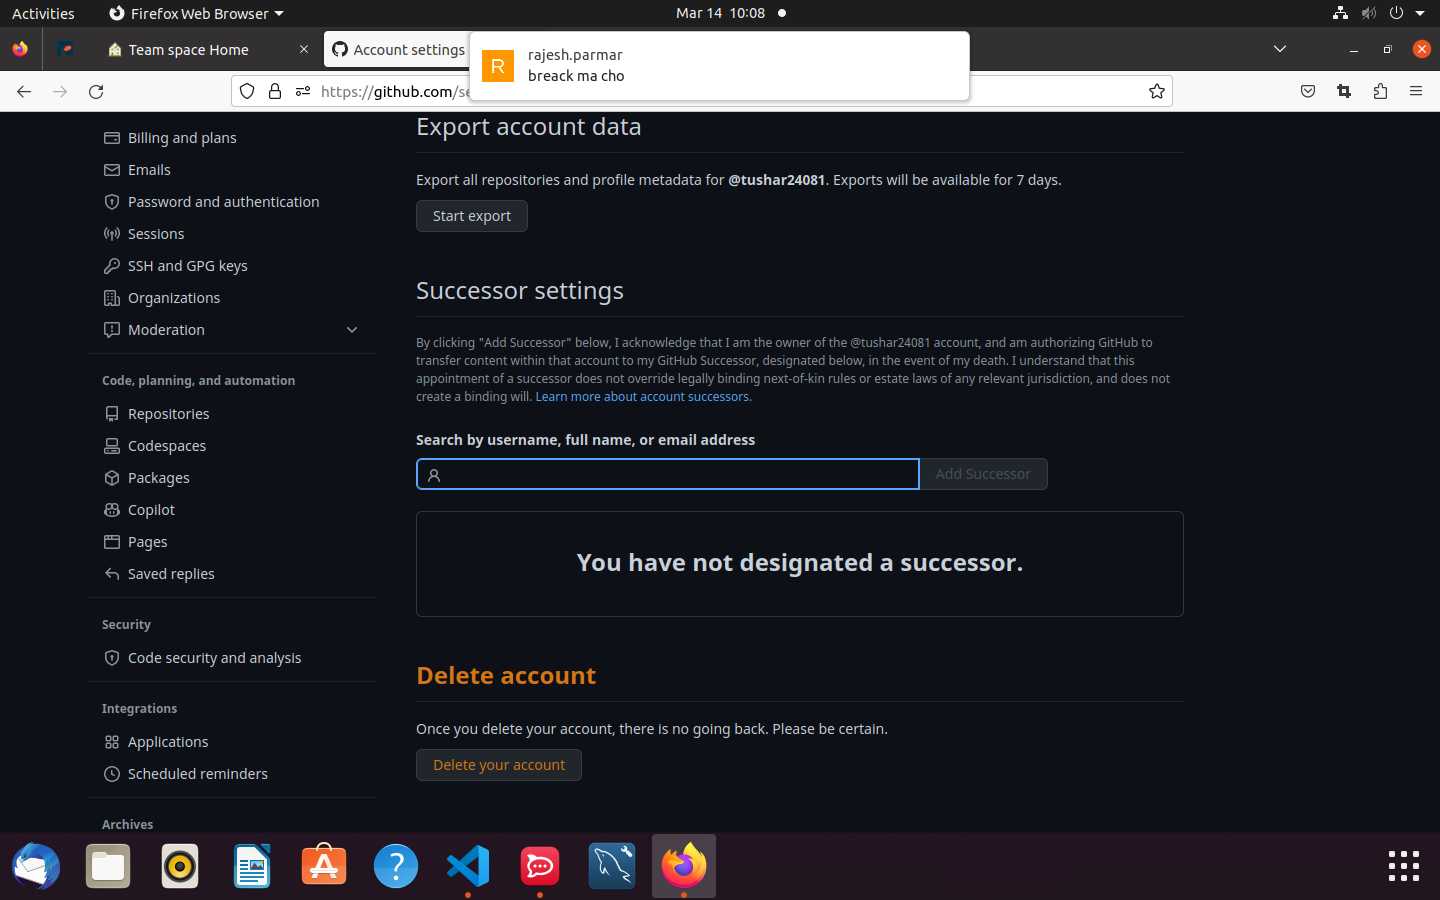 Activities
Firefox Web Browser
Mar 14 10:08
Team space Home
Account settings
R
rajesh.parmar
breack ma cho
https://github.com/se
Billing and plans
Emails
Password and authentication
Sessions
SSH and GPG keys
Organizations
Moderation
Code, planning, and automation
Repositories
Codespaces
Packages
Copilot
Pages
Saved replies
Security
Code security and analysis
Integrations
Applications
Scheduled reminders
Archives
Export account data
Export all repositories and profile metadata for @tushar24081. Exports will be available for 7 days.
Start export
Successor settings
By clicking "Add Successor" below, I acknowledge that I am the owner of the @tushar24081 account, and am authorizing GitHub to
transfer content within that account to my GitHub Successor, designated below, in the event of my death. I understand that this
appointment of a successor does not override legally binding next-of-kin rules or estate laws of any relevant jurisdiction, and does not
create a binding will. Learn more about account successors.
Search by username, full name, or email address
Add Successor
You have not designated a successor.
Delete account
Once you delete your account, there is no going back. Please be certain.
Delete your account